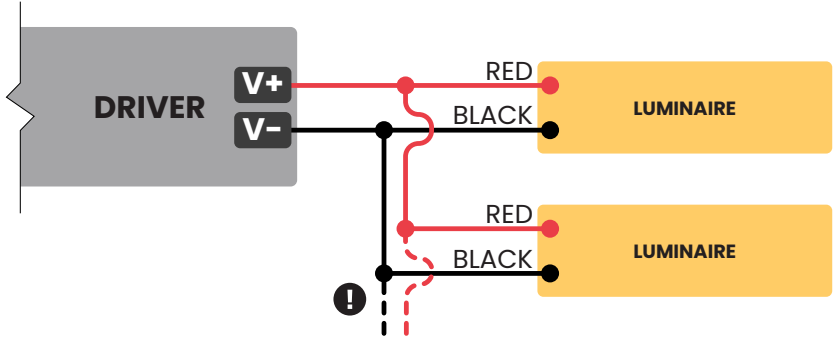 RED
V+
DRIVER
LUMINAIRE
BLACK
V-
RED
LUMINAIRE
BLACK
!